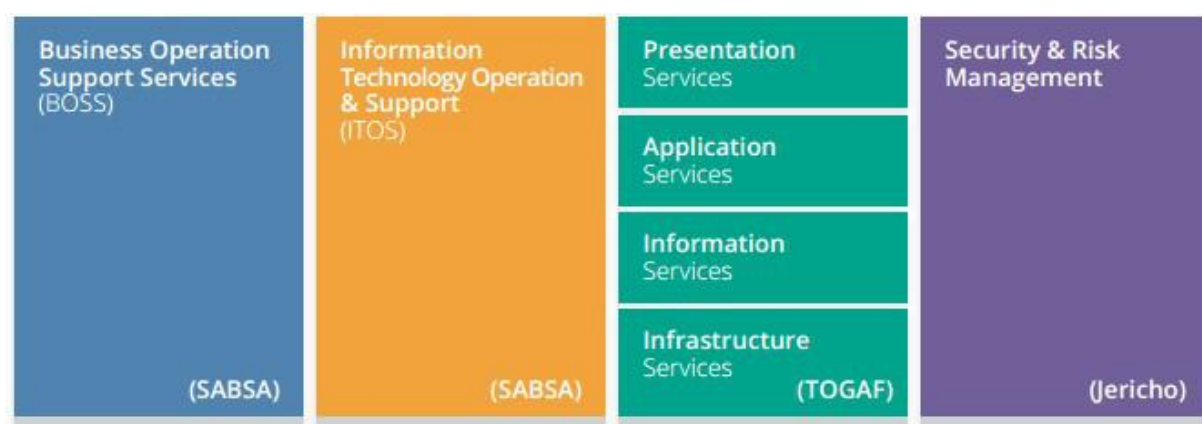 Business Operation
Support Services
(BOSS)
(SABSA)
Information
Technology Operation
& Support
(ITOS)
(SABSA)
Presentation
Services
Application
Services
Information
Services
Infrastructure
Services
(TOGAF)
Security & Risk
Management
(Jericho)